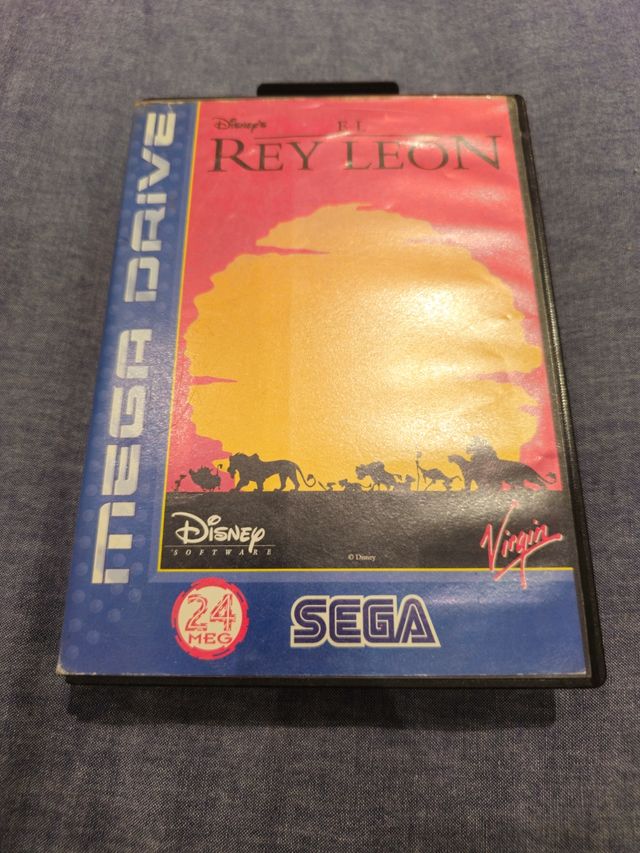 MEGA DRIVE
Disney's
EL
REY LEON
Disney
SOFTWARE
© Disney
Virgin
24
MEG
SEGA